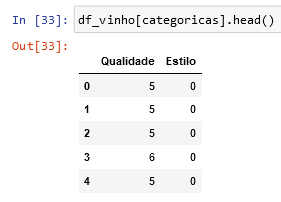 In [33]: df_vinho[categoricas].head()
Out[33]:
Qualidade Estilo
0 5 0
1 5 0
2 5 0
3 6 0
4 5 0